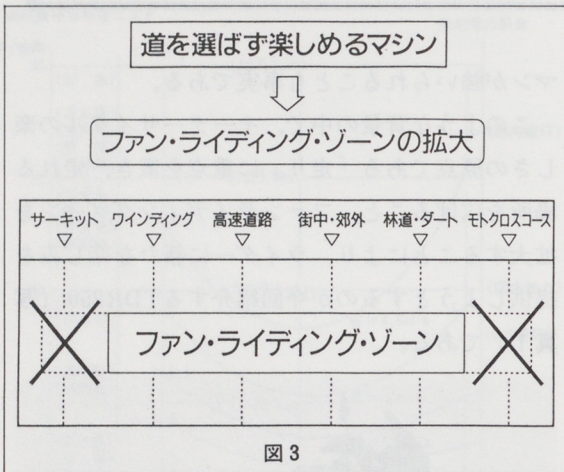 道を選ばず楽しめるマシン
ファン・ライディング・ゾーンの拡大
サーキット ワインディング 高速道路 街中・郊外 林道・ダート モトクロスコース
ファン・ライディング・ゾーン
図3